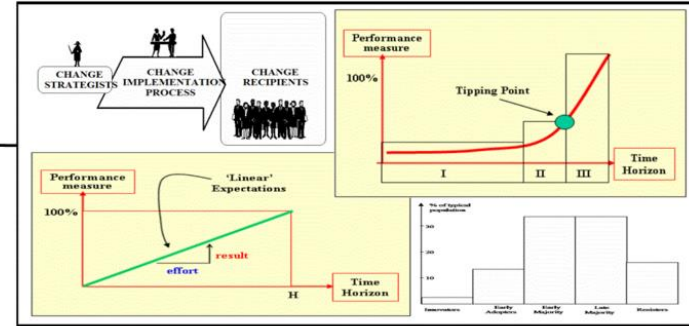 CHANGE
STRATEGISTS
CHANGE
IMPLEMENTATION
PROCESS
CHANGE
RECIPIENTS
Performance
measure
100%
Tipping Point
I
II
III
Time
Horizon
Performance
measure
'Linear'
Expectations
100%
result
effort
H
Time
Horizon
% of typical
population
30
20
10
Innovators
Early
Adopters
Early
Majority
Late
Majority
Resisters